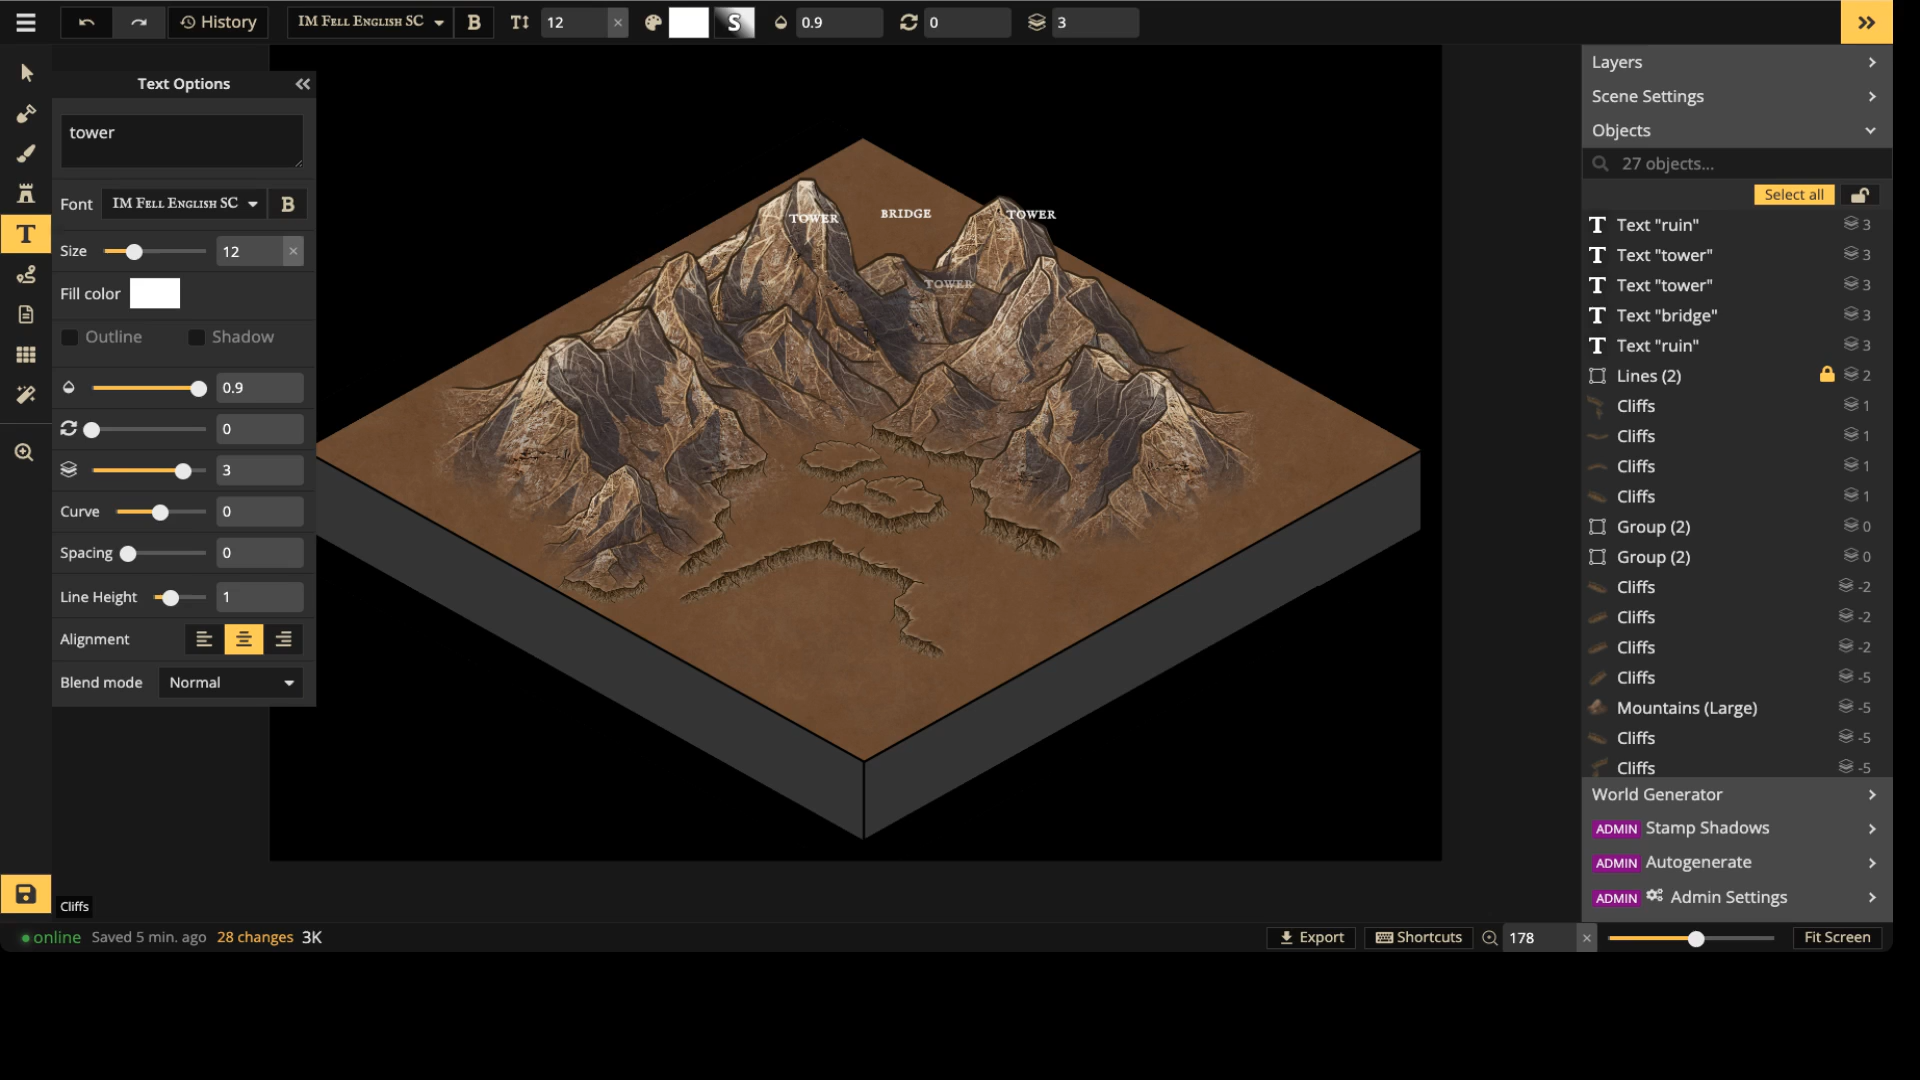 History
IM FELL ENGLISH SC
B
T
12
×
S
0.9
0
3
Text Options
tower
Font
IM FELL ENGLISH SC
B
Size
12
×
Fill color
Outline
Shadow
0.9
0
3
Curve
0
Spacing
0
Line Height
1
Alignment
Blend mode
Normal
TOWER
BRIDGE
TOWER
TOWER
Layers
Scene Settings
Objects
27 objects...
Select all
T Text "ruin" 3
T Text "tower" 3
T Text "tower" 3
T Text "bridge" 3
T Text "ruin" 3
Lines (2) 2
Cliffs 1
Cliffs 1
Cliffs 1
Cliffs 1
Group (2) 0
Group (2) 0
Cliffs -2
Cliffs -2
Cliffs -2
Cliffs -5
Mountains (Large) -5
Cliffs -5
Cliffs -5
World Generator
ADMIN Stamp Shadows
ADMIN Autogenerate
ADMIN Admin Settings
Cliffs
online Saved 5 min. ago 28 changes 3K
Export
Shortcuts
178
×
Fit Screen